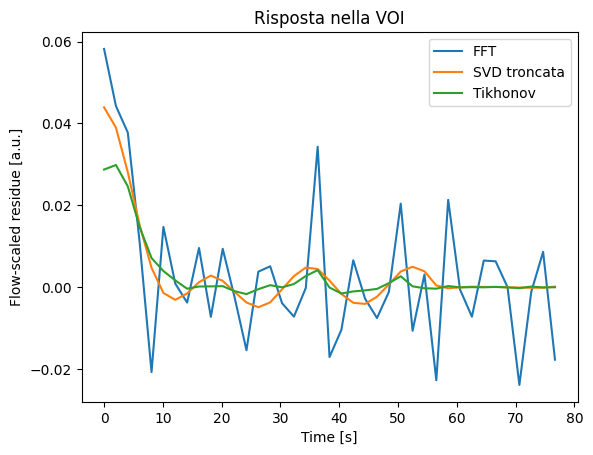 Risposta nella VOI
FFT
SVD troncata
Tikhonov
Flow-scaled residue [a.u.]
0.06
0.04
0.02
0.00
−0.02
0 10 20 30 40 50 60 70 80
Time [s]